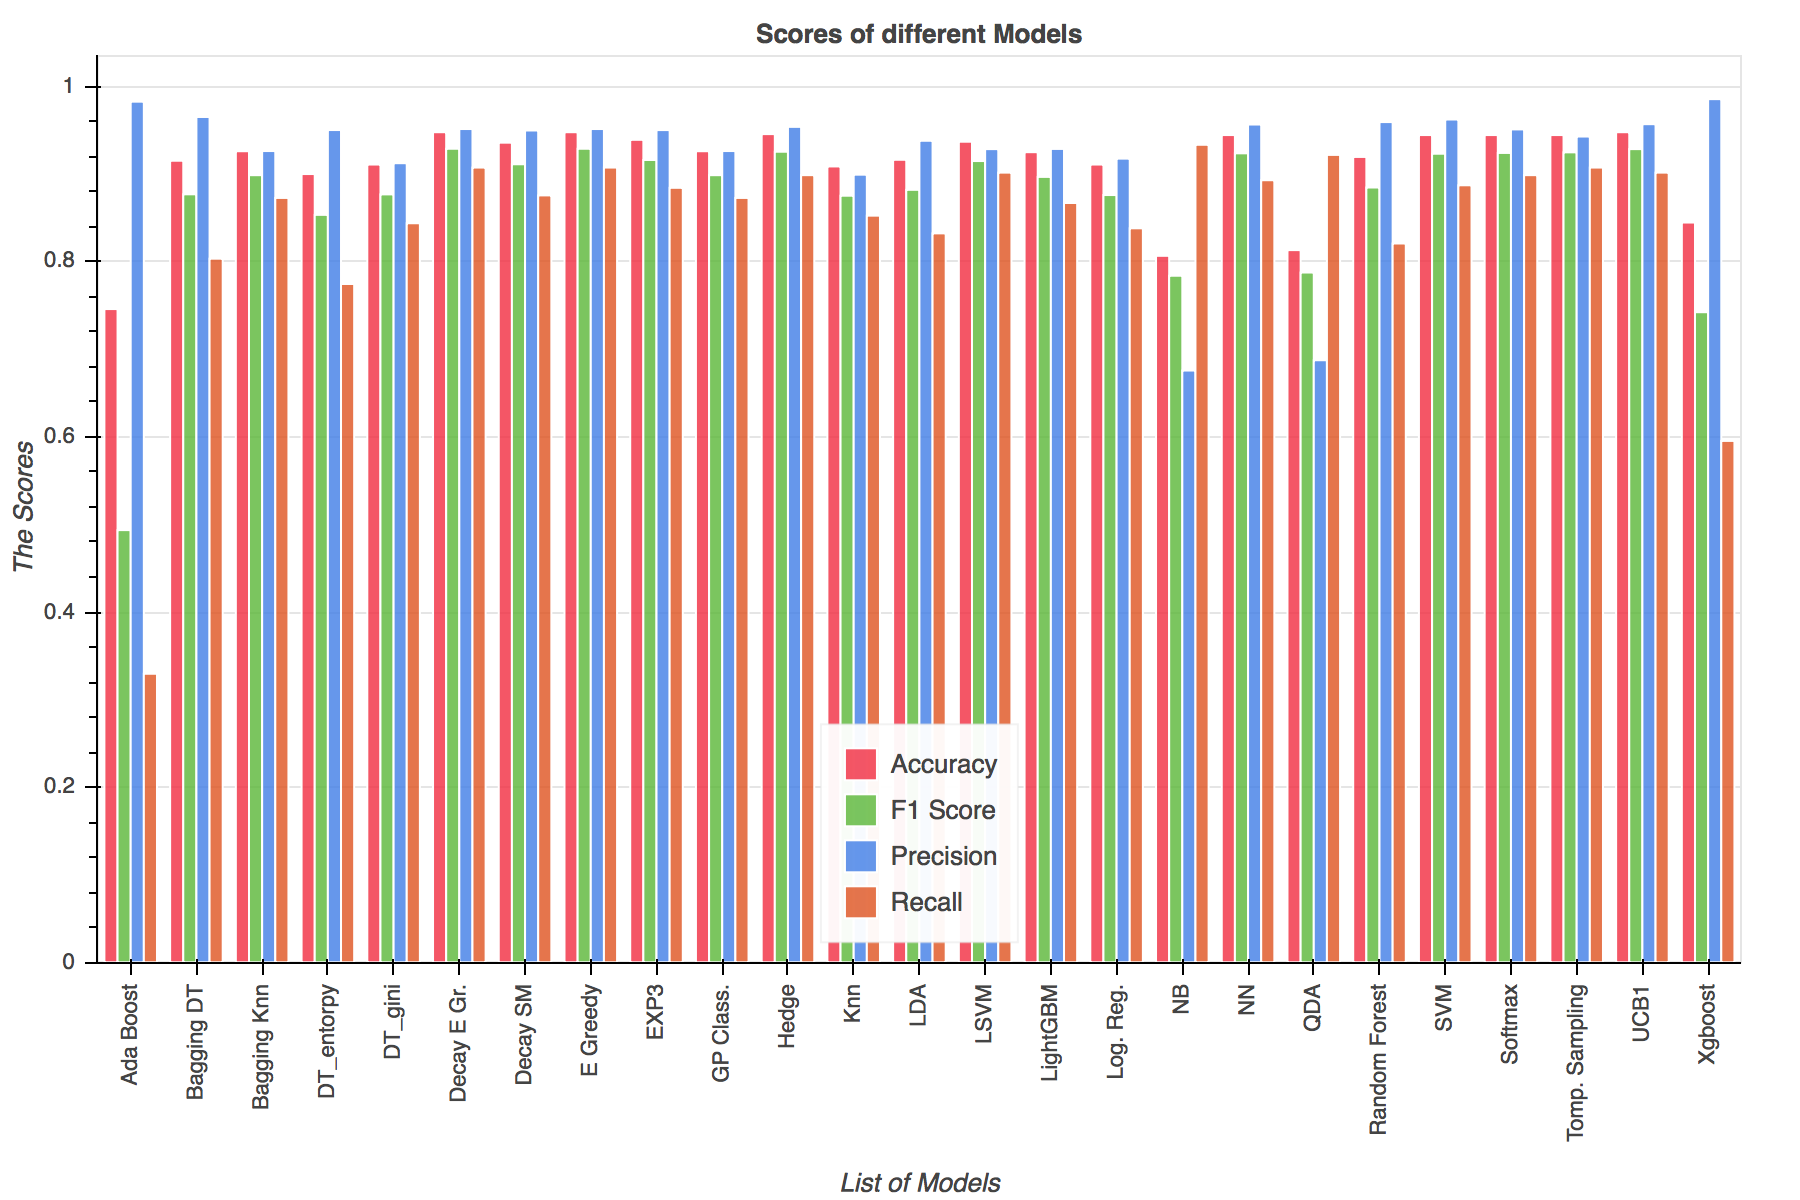 Scores of different Models
1
0.8
0.6
0.4
0.2
0
The Scores
Accuracy
F1 Score
Precision
Recall
Ada Boost
Bagging DT
Bagging Knn
DT_entorpy
DT_gini
Decay E Gr.
Decay SM
E Greedy
EXP3
GP Class.
Hedge
Knn
LDA
LSVM
LightGBM
Log. Reg.
NB
NN
QDA
Random Forest
SVM
Softmax
Tomp. Sampling
UCB1
Xgboost
List of Models